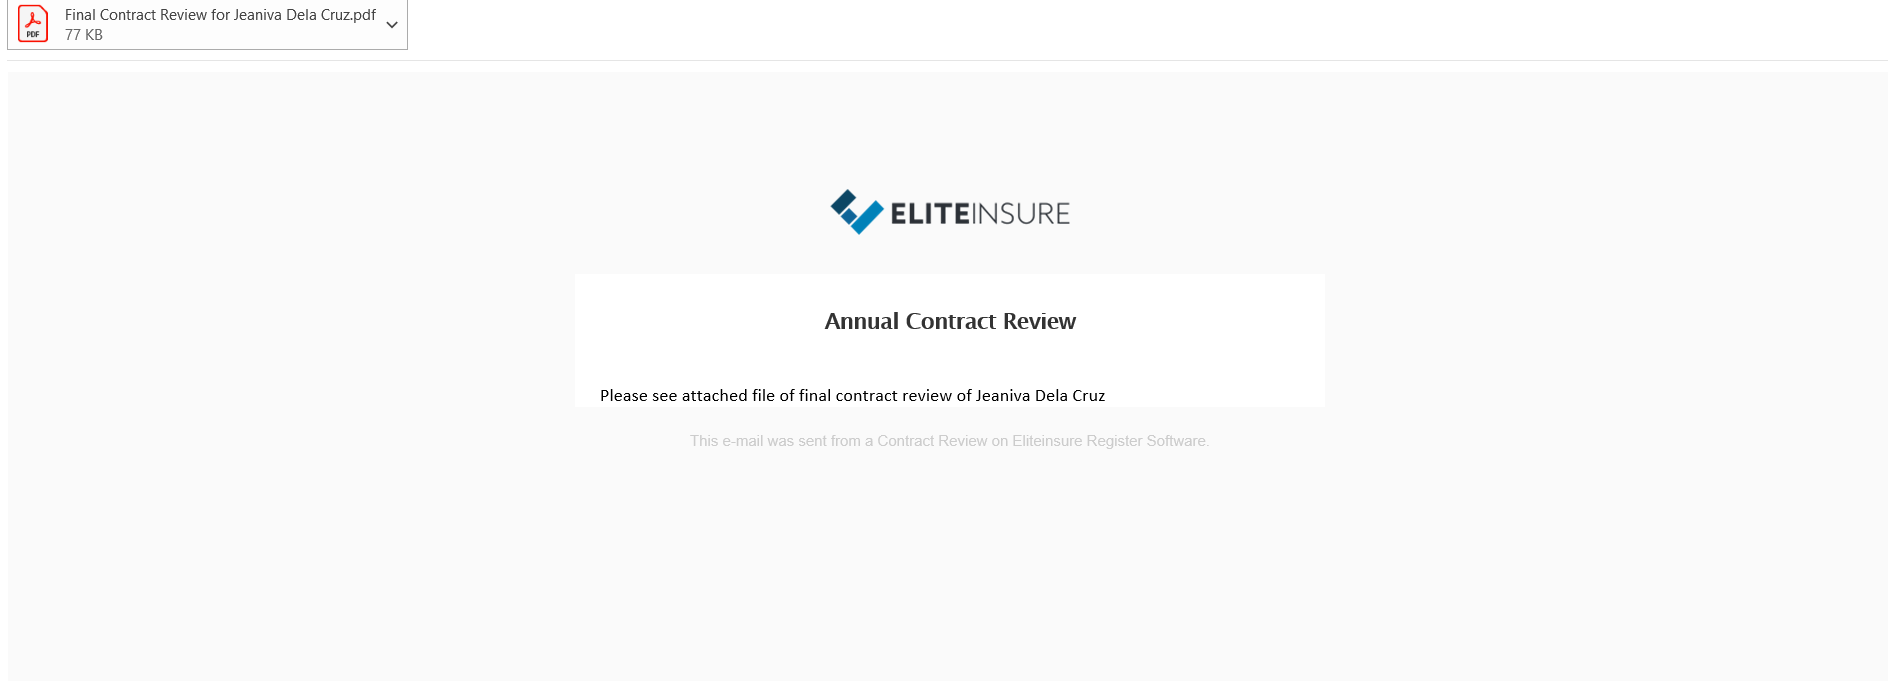 Final Contract Review for Jeaniva Dela Cruz.pdf
PDF
77 KB
ELITEINSURE
Annual Contract Review
Please see attached file of final contract review of Jeaniva Dela Cruz
This e-mail was sent from a Contract Review on Eliteinsure Register Software.